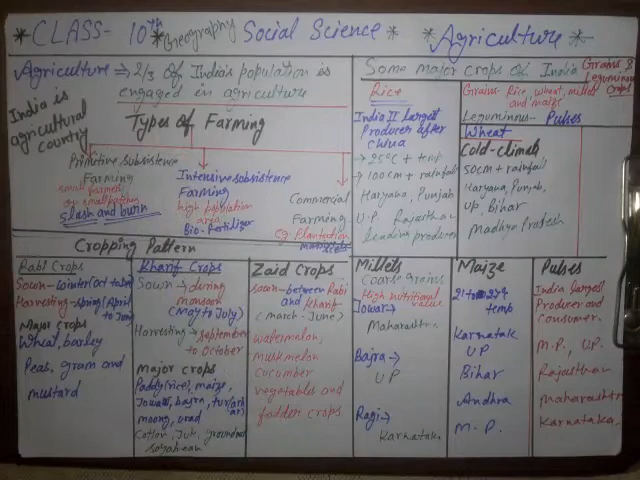 *CLASS- 10th* Geography Social Science *Agriculture*
Agriculture ⇒ 2/3 of India's population is
engaged in agriculture
India is
agricultural
country
Types of Farming
Primitive subsistence
Farming
small farmers
on small patches
slash and burn
Intensive subsistence
Farming
high population
area
Bio-Fertilizer
Commercial
Farming
eg Plantation
Some major crops of India Grains &
Leguminous
crops
Rice
India II largest
Producer after
China
→ 25°C + temp
→ 100cm + rainfall
Haryana, Punjab
U.P. Rajasthan
leading producer
Grains- Rice, wheat, millets
and maize
Leguminous- Pulses
Wheat
Cold-climate
50cm + rainfall
Haryana, Punjab,
UP, Bihar
Madhya Pradesh
Cropping Pattern
Rabi Crops
Sown- winter (Oct to Dec)
Harvesting- spring (April
to June)
Major crops
Wheat, barley
Peas, gram and
mustard
Kharif Crops
Sown → during
monsoon
(May to July)
Harvesting → september
to October
Major crops
Paddy (rice), maize,
Jowar, bajra, tur(arh
ar)
moong, urad
Cotton, Jute, groundnut
soyabean
Zaid Crops
sown - between Rabi
and kharif
(march-June)
watermelon,
muskmelon
cucumber
vegetables and
fodder crops
Millets
Coarse grains
High nutritional
value
Jowar →
Maharashtra.
Bajra →
UP
Ragi →
Karnataka
Maize
21 to 27°c
temp
Karnatak
UP
Bihar
Andhra
M.P.
Pulses
India largest
Producer and
Consumer.
M.P., UP.
Rajasthan
Maharashtra
Karnataka.